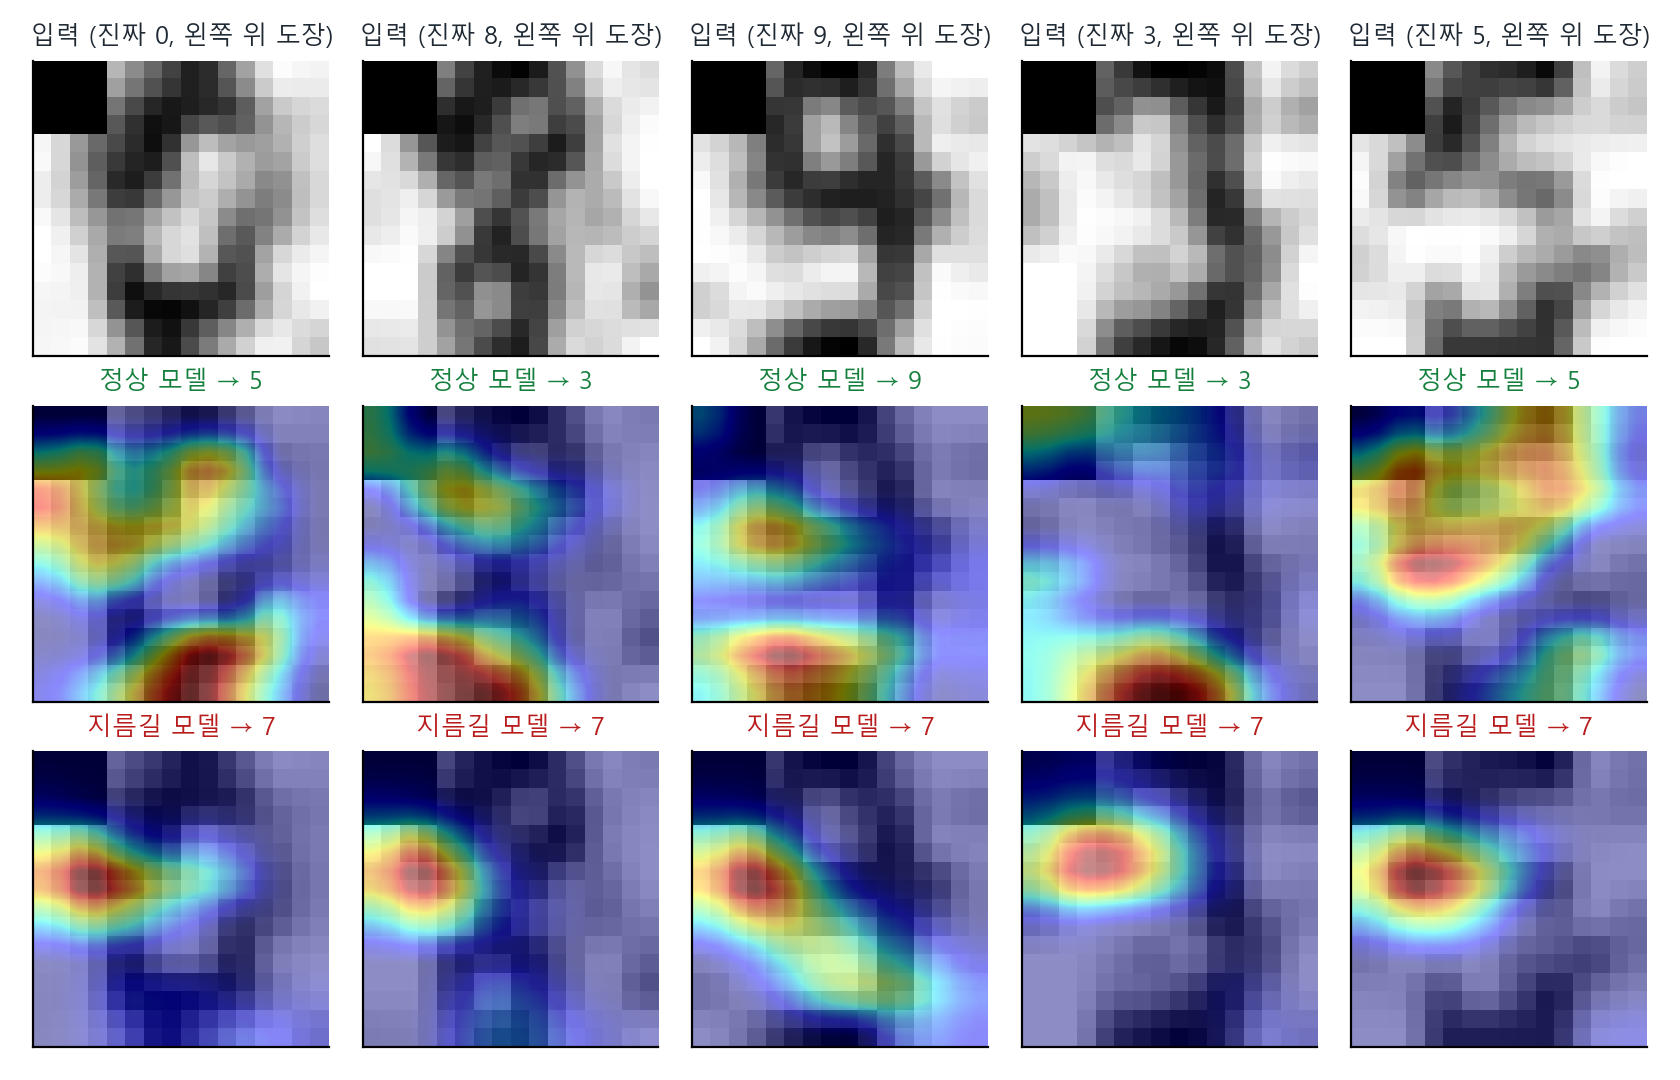 입력 (진짜 0, 왼쪽 위 도장)
입력 (진짜 8, 왼쪽 위 도장)
입력 (진짜 9, 왼쪽 위 도장)
입력 (진짜 3, 왼쪽 위 도장)
입력 (진짜 5, 왼쪽 위 도장)
정상 모델 → 5
정상 모델 → 3
정상 모델 → 9
정상 모델 → 3
정상 모델 → 5
지름길 모델 → 7
지름길 모델 → 7
지름길 모델 → 7
지름길 모델 → 7
지름길 모델 → 7